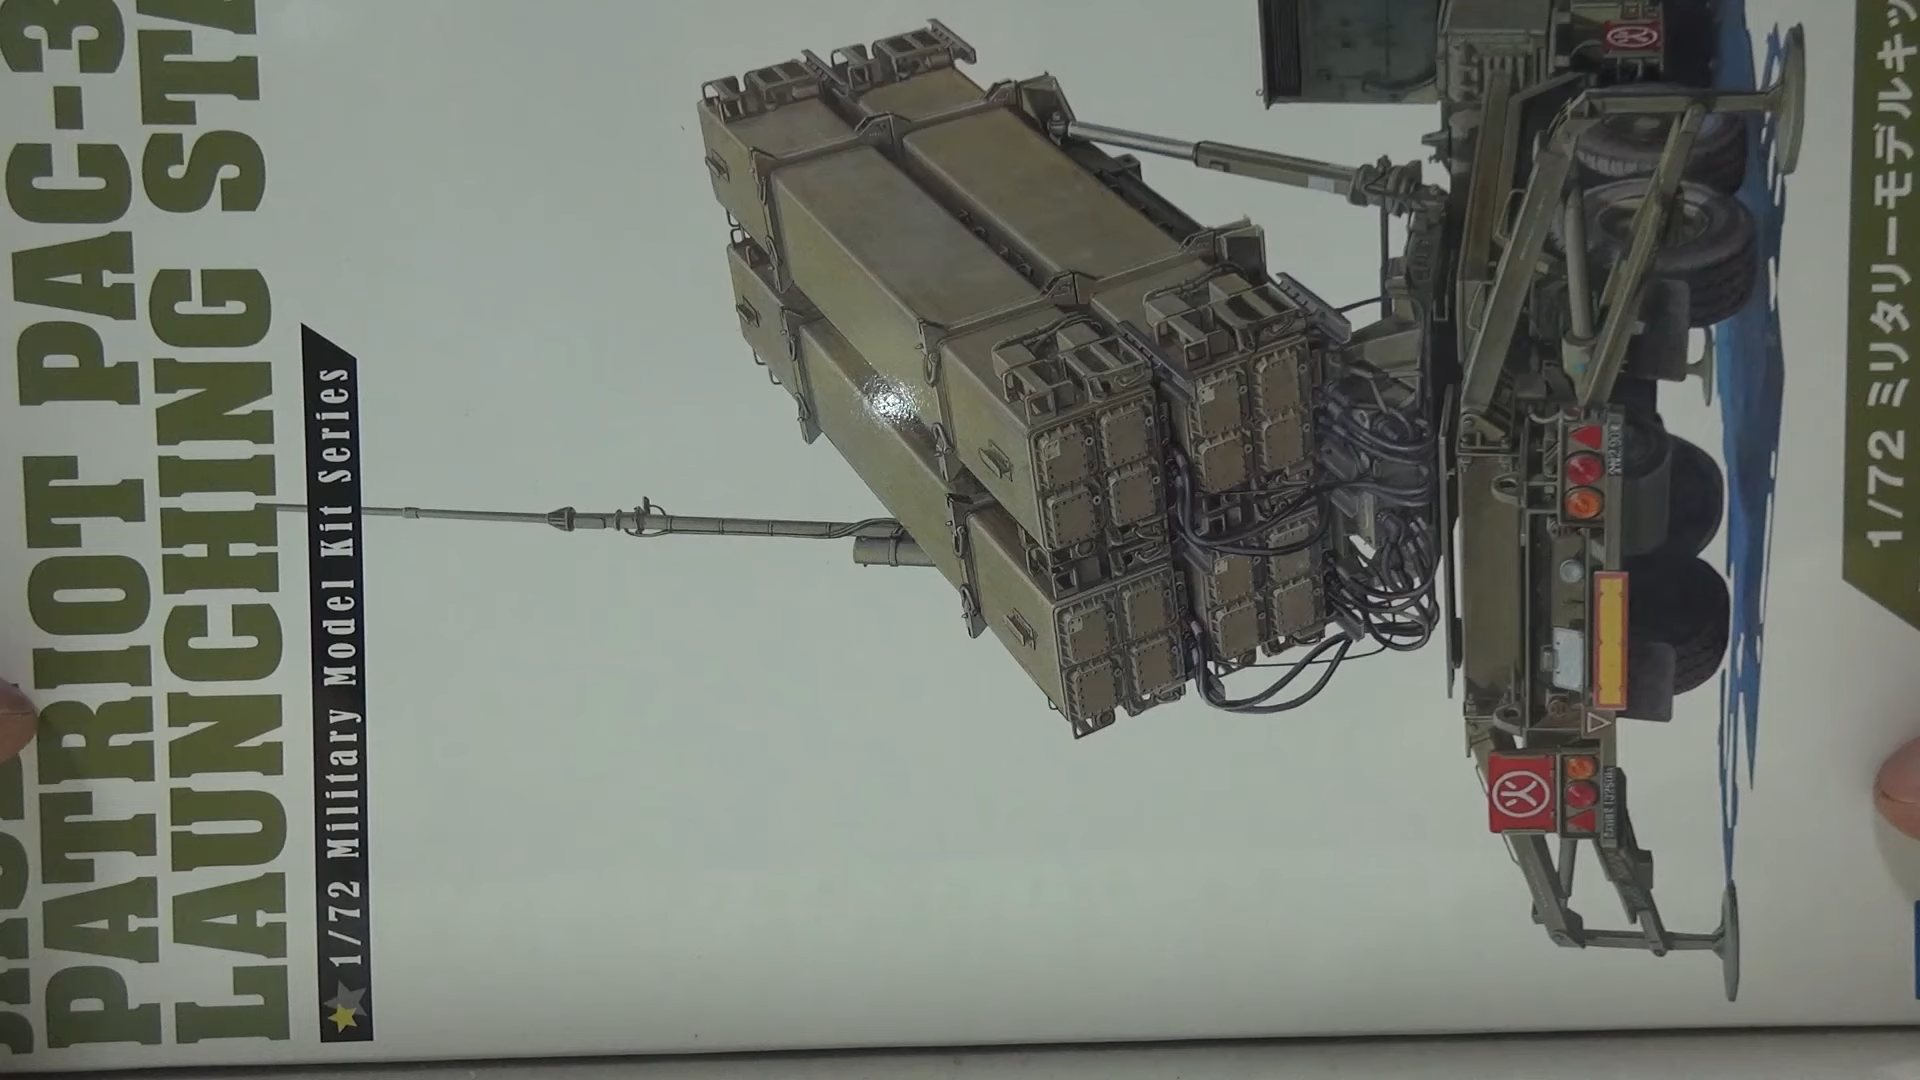 PATRIOT PAC-3
LAUNCHING STA
1/72 Military Model Kit Series
1/72 ミリタリーモデルキッ